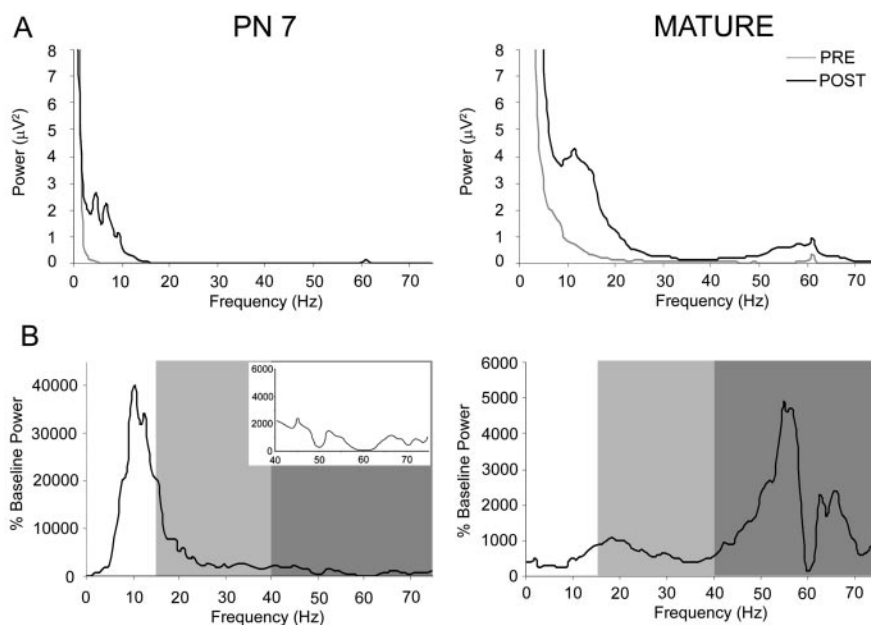 A
PN 7
MATURE
PRE
POST
Power (µV²)
8
7
6
5
4
3
2
1
0
0 10 20 30 40 50 60 70
Frequency (Hz)
Power (µV²)
8
7
6
5
4
3
2
1
0
0 10 20 30 40 50 60 70
Frequency (Hz)
B
% Baseline Power
40000
30000
20000
10000
0
0 10 20 30 40 50 60 70
Frequency (Hz)
6000
4000
2000
0
40 50 60 70
% Baseline Power
6000
5000
4000
3000
2000
1000
0
0 10 20 30 40 50 60 70
Frequency (Hz)